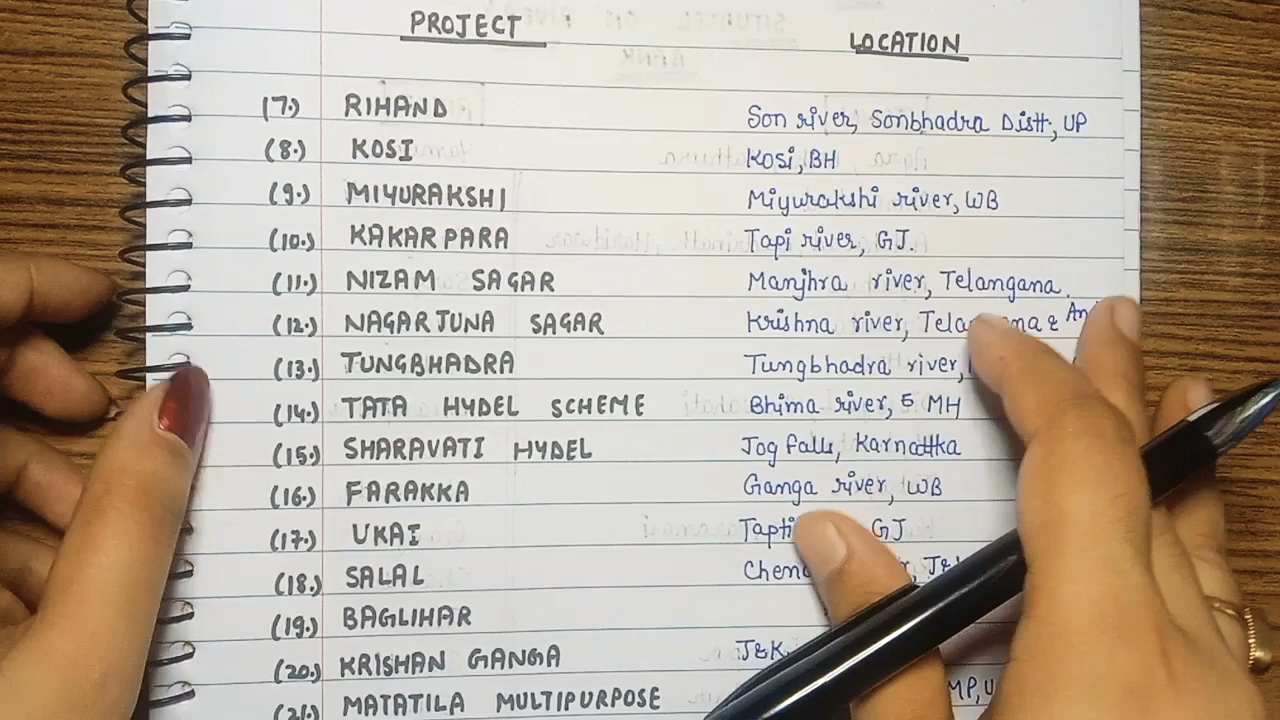 PROJECT LOCATION
(7.) RIHAND Son river, Sonbhadra Distt., UP
(8.) KOSI Kosi, BH
(9.) MIYURAKSHI Miyurakshi river, WB
(10.) KAKARPARA Tapi river, GJ.
(11.) NIZAM SAGAR Manjhra river, Telangana.
(12.) NAGARJUNA SAGAR Krishna river, &
(13.) TUNGBHADRA Tungbhadra river,
(14.) TATA HYDEL SCHEME Bhima river, MH
(15.) SHARAVATI HYDEL Jog falls, Karnattka
(16.) FARAKKA Ganga river, WB
(17.) UKAI Tapti GJ
(18.) SALAL
(19.) BAGLIHAR
(20.) KRISHAN GANGA J&K
(21.) MATATILA MULTIPURPOSE MP,